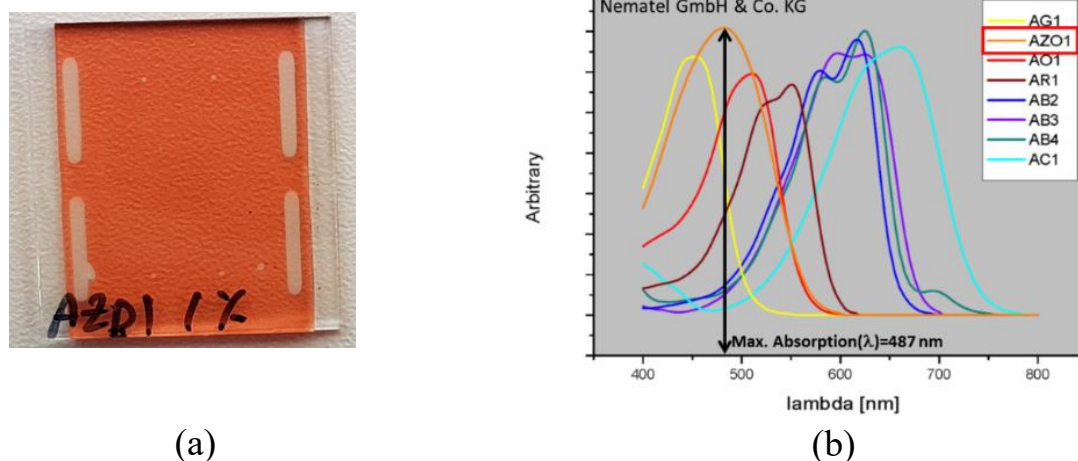 AZD1 1%
(a)
Nematel GmbH & Co. KG
AG1
AZO1
AO1
AR1
AB2
AB3
AB4
AC1
Arbitrary
Max. Absorption(λ)=487 nm
400 500 600 700 800
lambda [nm]
(b)